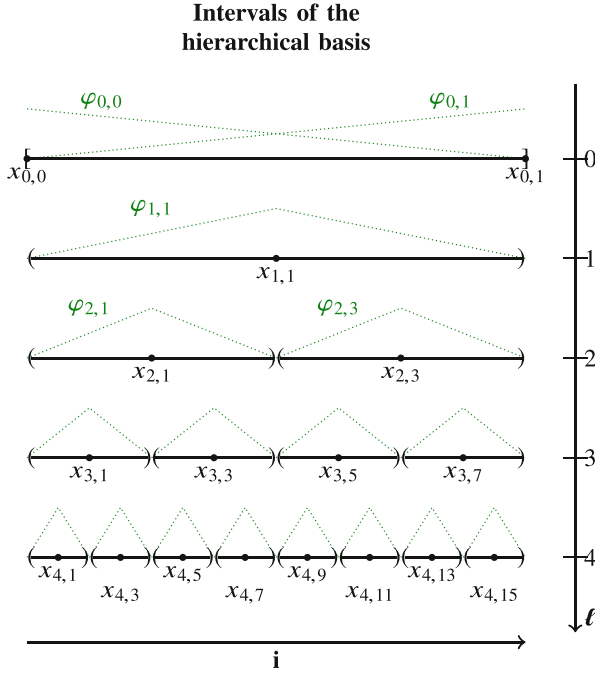 Intervals of the
hierarchical basis
φ0,0 φ0,1
0
x0,0 x0,1
φ1,1
1
x1,1
φ2,1 φ2,3
2
x2,1 x2,3
3
x3,1 x3,3 x3,5 x3,7
4
x4,1 x4,5 x4,9 x4,13
x4,3 x4,7 x4,11 x4,15
ℓ
i